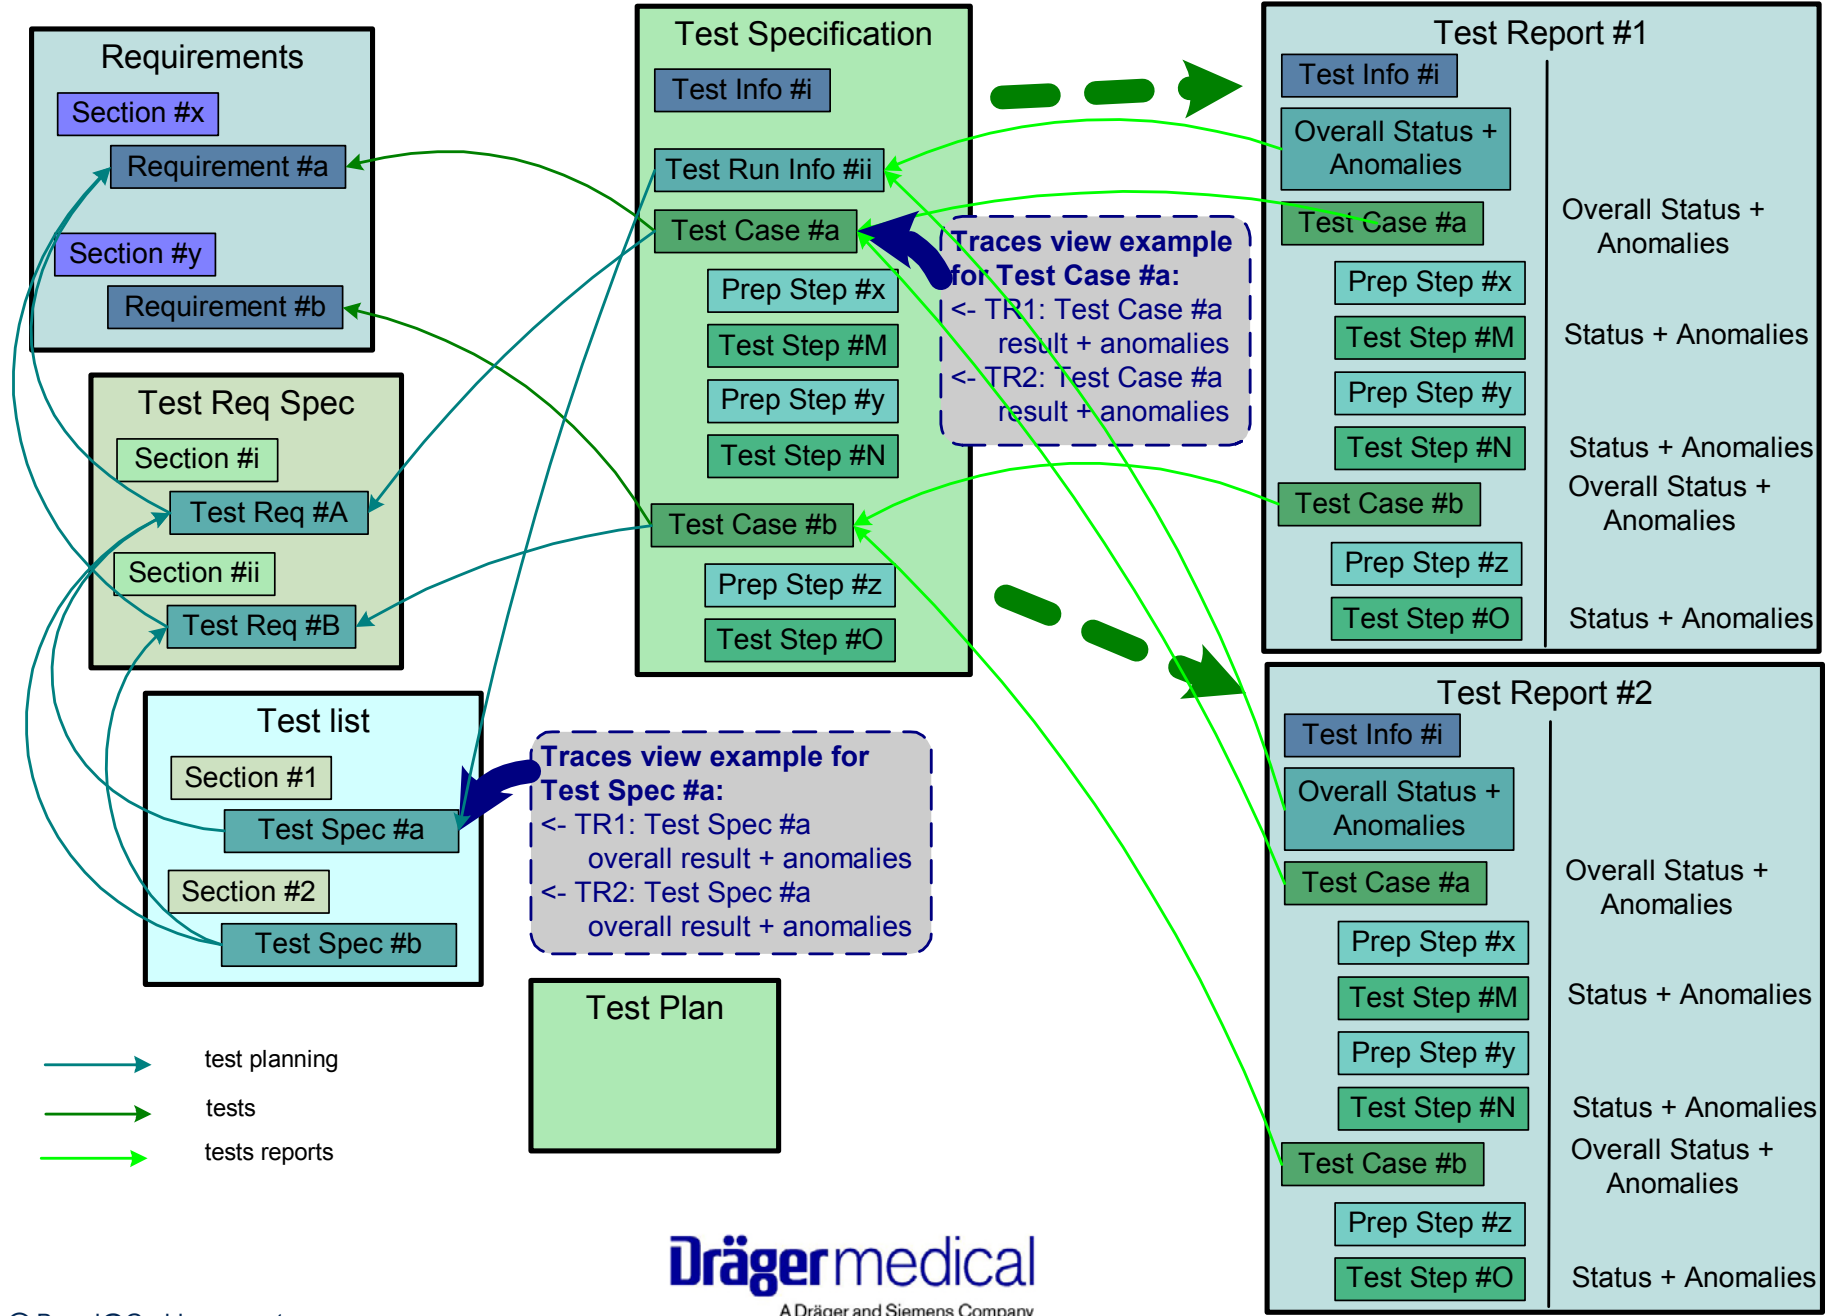 Requirements
Section #x
Requirement #a
Section #y
Requirement #b
Test Req Spec
Section #i
Test Req #A
Section #ii
Test Req #B
Test list
Section #1
Test Spec #a
Section #2
Test Spec #b
test planning
tests
tests reports
Test Specification
Test Info #i
Test Run Info #ii
Test Case #a
Prep Step #x
Test Step #M
Prep Step #y
Test Step #N
Test Case #b
Prep Step #z
Test Step #O
Traces view example
for Test Case #a:
<- TR1: Test Case #a
result + anomalies
<- TR2: Test Case #a
result + anomalies
Traces view example for
Test Spec #a:
<- TR1: Test Spec #a
overall result + anomalies
<- TR2: Test Spec #a
overall result + anomalies
Test Plan
Test Report #1
Test Info #i
Overall Status +
Anomalies
Test Case #a
Overall Status +
Anomalies
Prep Step #x
Test Step #M
Status + Anomalies
Prep Step #y
Test Step #N
Status + Anomalies
Test Case #b
Overall Status +
Anomalies
Prep Step #z
Test Step #O
Status + Anomalies
Test Report #2
Test Info #i
Overall Status +
Anomalies
Test Case #a
Overall Status +
Anomalies
Prep Step #x
Test Step #M
Status + Anomalies
Prep Step #y
Test Step #N
Status + Anomalies
Test Case #b
Overall Status +
Anomalies
Prep Step #z
Test Step #O
Status + Anomalies
Drägermedical
A Dräger and Siemens Company